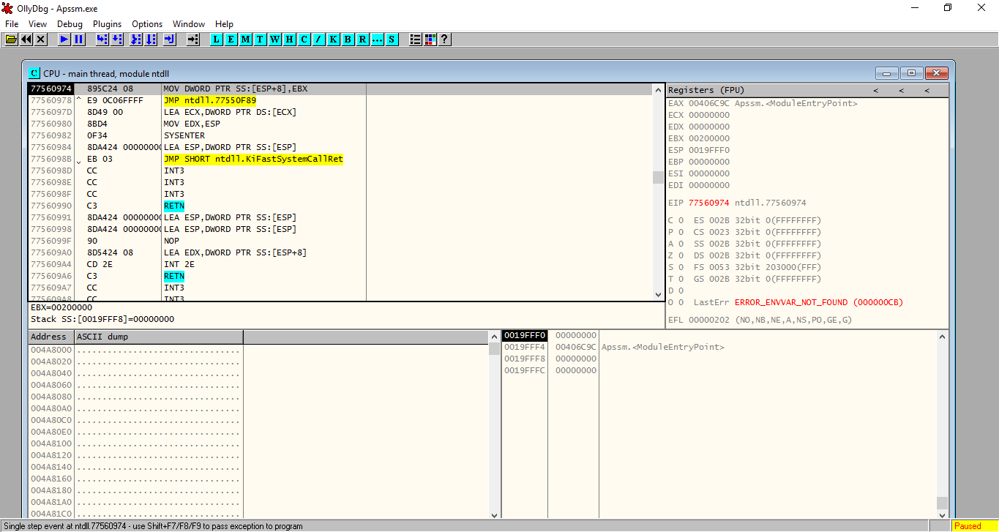 OllyDbg - Apssm.exe
File View Debug Plugins Options Window Help
L E M T W H C / K B R ... S ?
C CPU - main thread, module ntdll
77560974 895C24 08 MOV DWORD PTR SS:[ESP+8],EBX
77560978 ^ E9 0C06FFFF JMP ntdll.77550F89
7756097D 8D49 00 LEA ECX,DWORD PTR DS:[ECX]
77560980 8BD4 MOV EDX,ESP
77560982 0F34 SYSENTER
77560984 8DA424 00000000 LEA ESP,DWORD PTR SS:[ESP]
7756098B EB 03 JMP SHORT ntdll.KiFastSystemCallRet
7756098D CC INT3
7756098E CC INT3
7756098F CC INT3
77560990 C3 RETN
77560991 8DA424 00000000 LEA ESP,DWORD PTR SS:[ESP]
77560998 8DA424 00000000 LEA ESP,DWORD PTR SS:[ESP]
7756099F 90 NOP
775609A0 8D5424 08 LEA EDX,DWORD PTR SS:[ESP+8]
775609A4 CD 2E INT 2E
775609A6 C3 RETN
775609A7 CC INT3
775609A8 CC INT3
EBX=00200000
Stack SS:[0019FFF8]=00000000
Registers (FPU) < < <
EAX 00406C9C Apssm.<ModuleEntryPoint>
ECX 00000000
EDX 00000000
EBX 00200000
ESP 0019FFF0
EBP 00000000
ESI 00000000
EDI 00000000
EIP 77560974 ntdll.77560974
C 0 ES 002B 32bit 0(FFFFFFFF)
P 0 CS 0023 32bit 0(FFFFFFFF)
A 0 SS 002B 32bit 0(FFFFFFFF)
Z 0 DS 002B 32bit 0(FFFFFFFF)
S 0 FS 0053 32bit 203000(FFF)
T 0 GS 002B 32bit 0(FFFFFFFF)
D 0
O 0 LastErr ERROR_ENVVAR_NOT_FOUND (000000CB)
EFL 00000202 (NO,NB,NE,A,NS,PO,GE,G)
Address ASCII dump
004A8000 ................................
004A8020 ................................
004A8040 ................................
004A8060 ................................
004A8080 ................................
004A80A0 ................................
004A80C0 ................................
004A80E0 ................................
004A8100 ................................
004A8120 ................................
004A8140 ................................
004A8160 ................................
004A8180 ................................
004A81A0 ................................
004A81C0 ................................
0019FFF0 00000000
0019FFF4 00406C9C Apssm.<ModuleEntryPoint>
0019FFF8 00000000
0019FFFC 00000000
Single step event at ntdll.77560974 - use Shift+F7/F8/F9 to pass exception to program
Paused